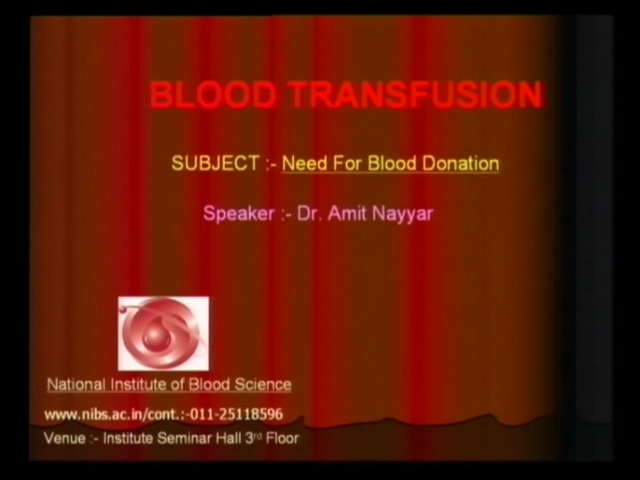 BLOOD TRANSFUSION
SUBJECT :- Need For Blood Donation
Speaker :- Dr. Amit Nayyar
National Institute of Blood Science
www.nibs.ac.in/cont.:-011-25118596
Venue :- Institute Seminar Hall 3rd Floor